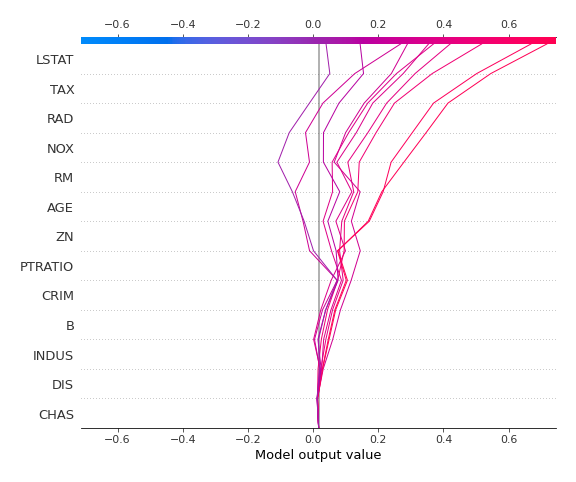 −0.6 −0.4 −0.2 0.0 0.2 0.4 0.6
LSTAT
TAX
RAD
NOX
RM
AGE
ZN
PTRATIO
CRIM
B
INDUS
DIS
CHAS
−0.6 −0.4 −0.2 0.0 0.2 0.4 0.6
Model output value